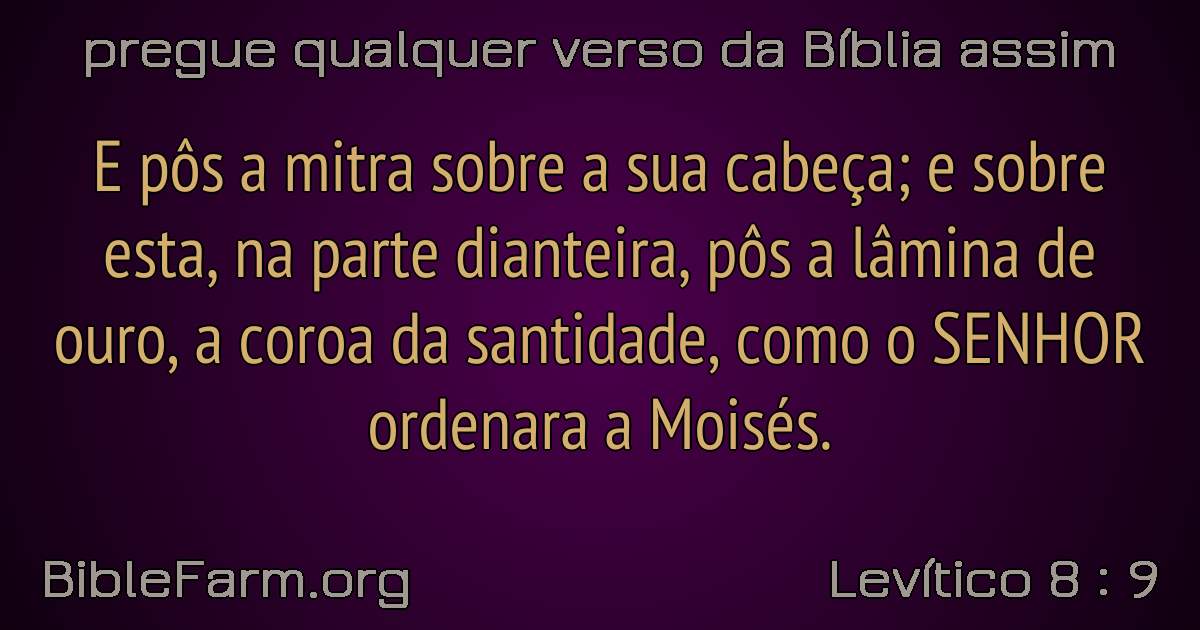 pregue qualquer verso da Bíblia assim
E pôs a mitra sobre a sua cabeça; e sobre
esta, na parte dianteira, pôs a lâmina de
ouro, a coroa da santidade, como o SENHOR
ordenara a Moisés.
BibleFarm.org
Levítico 8 : 9